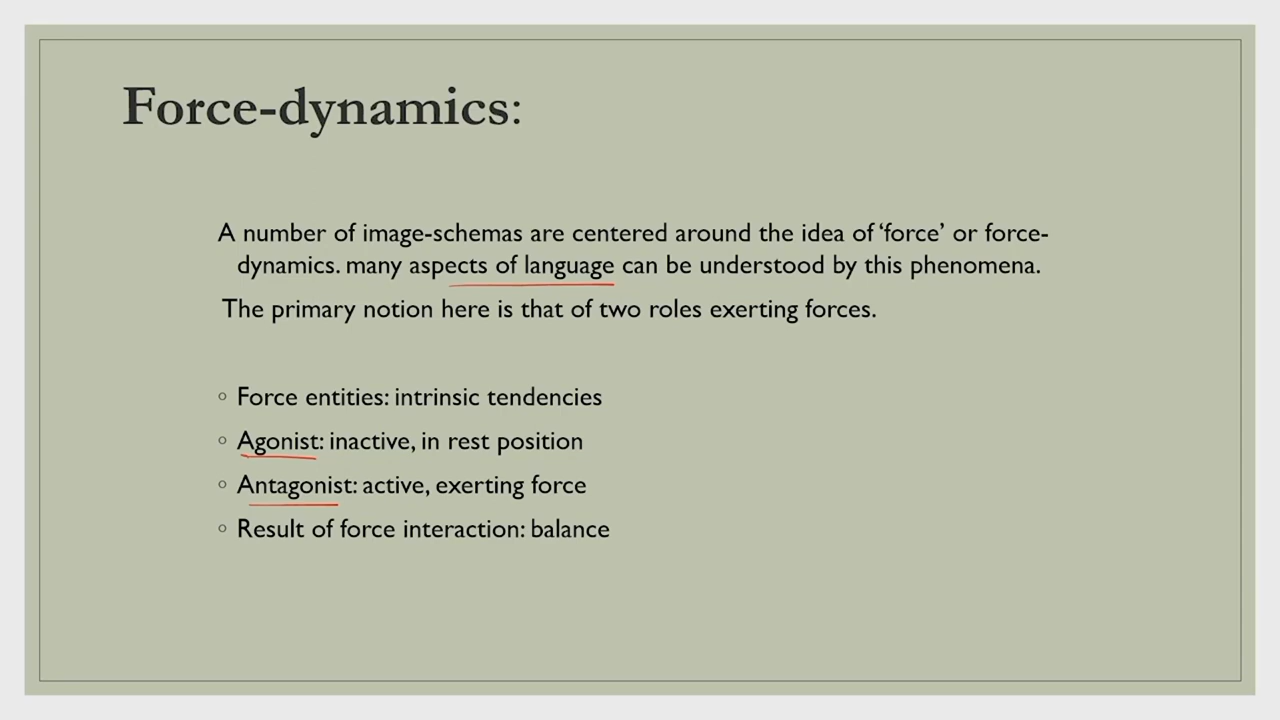 Force-dynamics:
A number of image-schemas are centered around the idea of ‘force’ or force-
dynamics. many aspects of language can be understood by this phenomena.
The primary notion here is that of two roles exerting forces.
◦ Force entities: intrinsic tendencies
◦ Agonist: inactive, in rest position
◦ Antagonist: active, exerting force
◦ Result of force interaction: balance